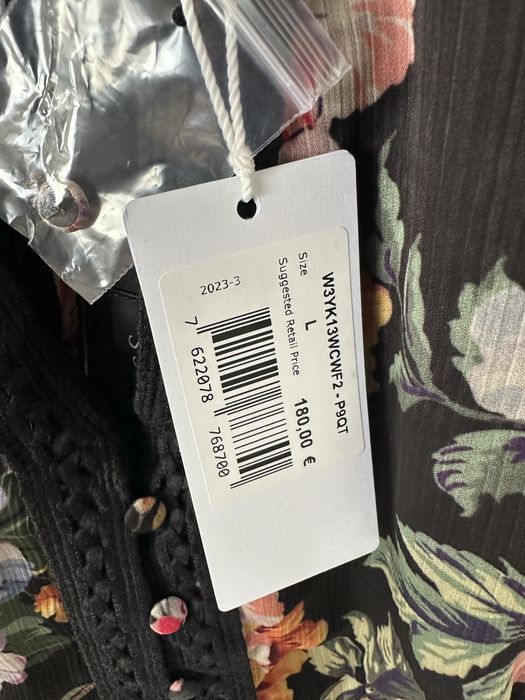 W3YK13WCWF2 - P9QT
Size L
Suggested Retail Price 180,00 €
2023-3
7 622078 768700